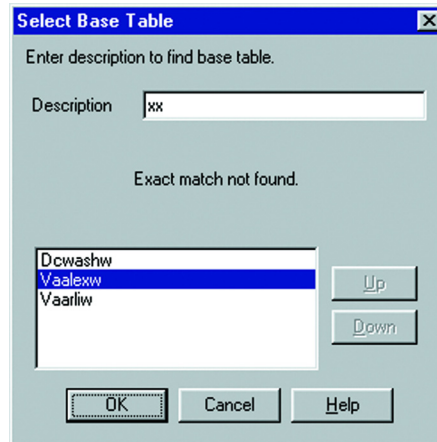 Select Base Table
Enter description to find base table.
Description xx
Exact match not found.
Dcwashw
Vaalexw
Vaarliw
Up
Down
OK Cancel Help